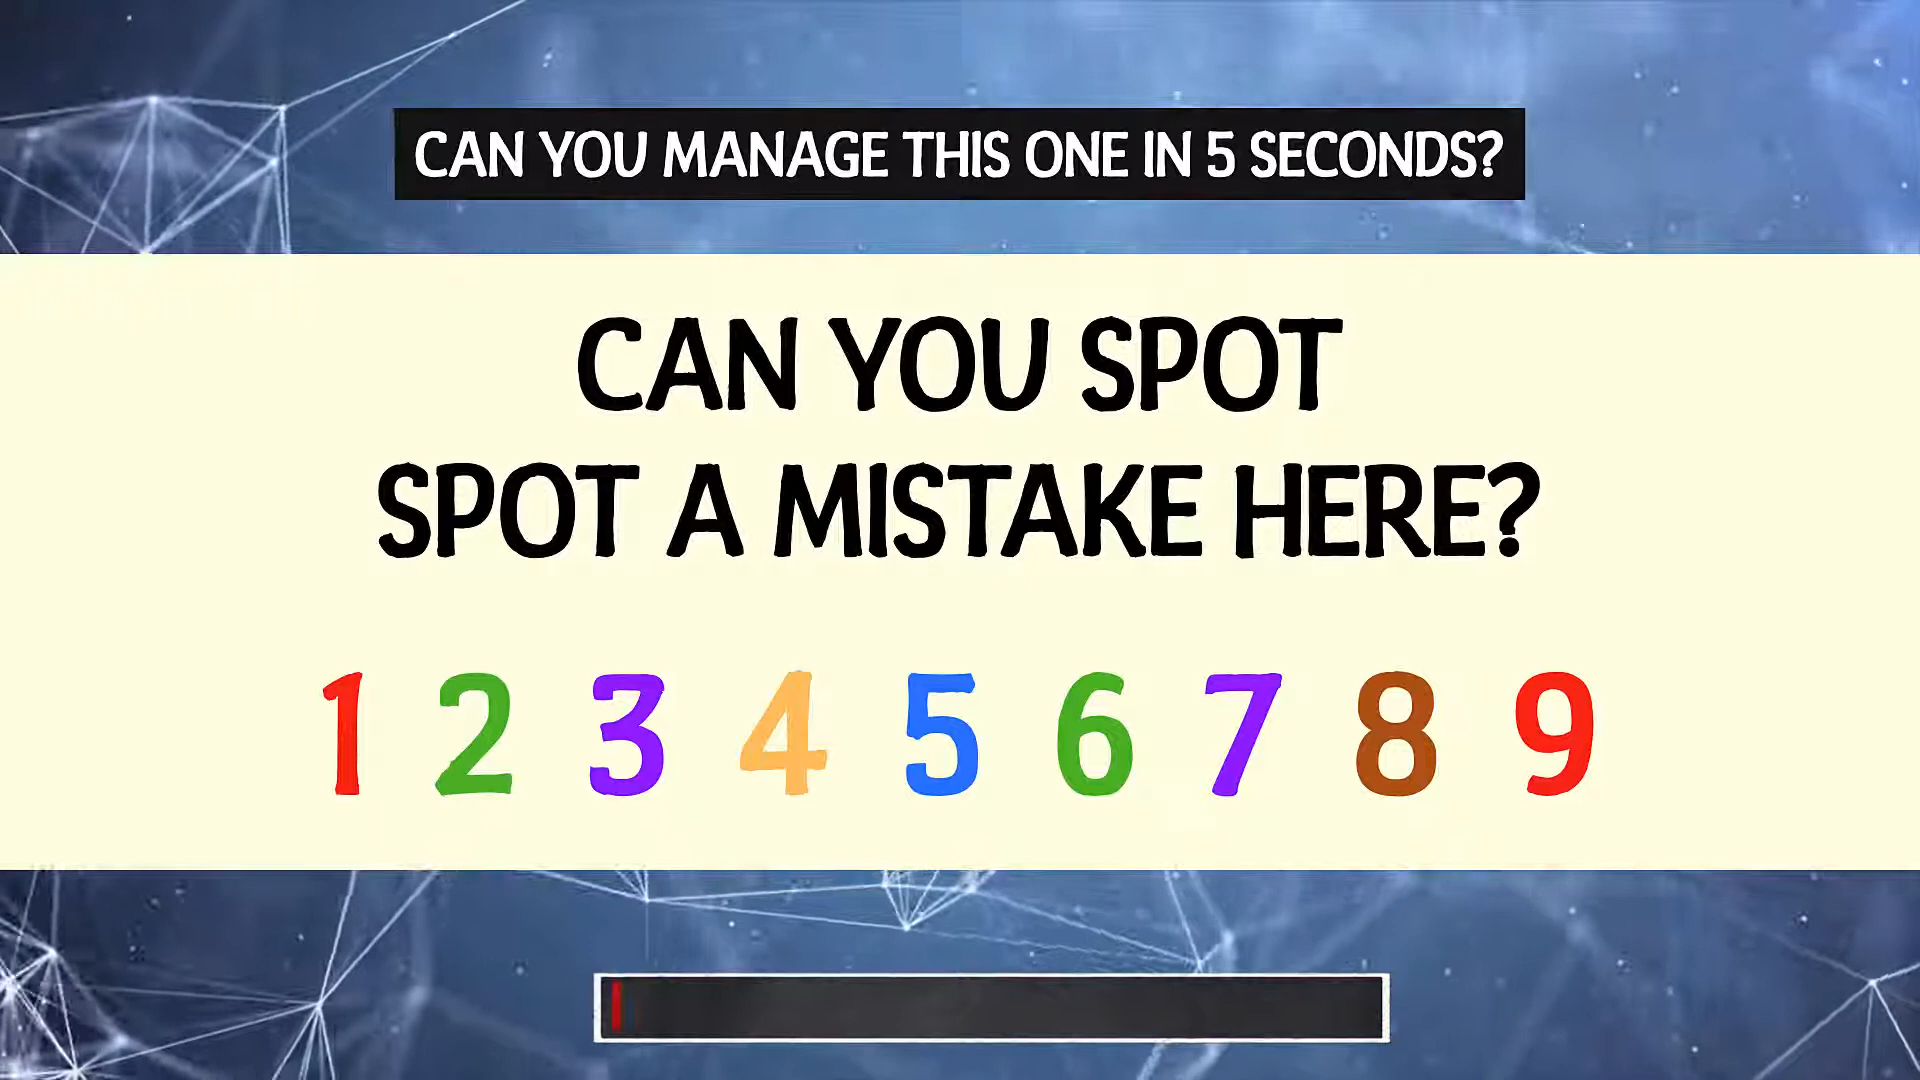 CAN YOU MANAGE THIS ONE IN 5 SECONDS?
CAN YOU SPOT
SPOT A MISTAKE HERE?
1 2 3 4 5 6 7 8 9